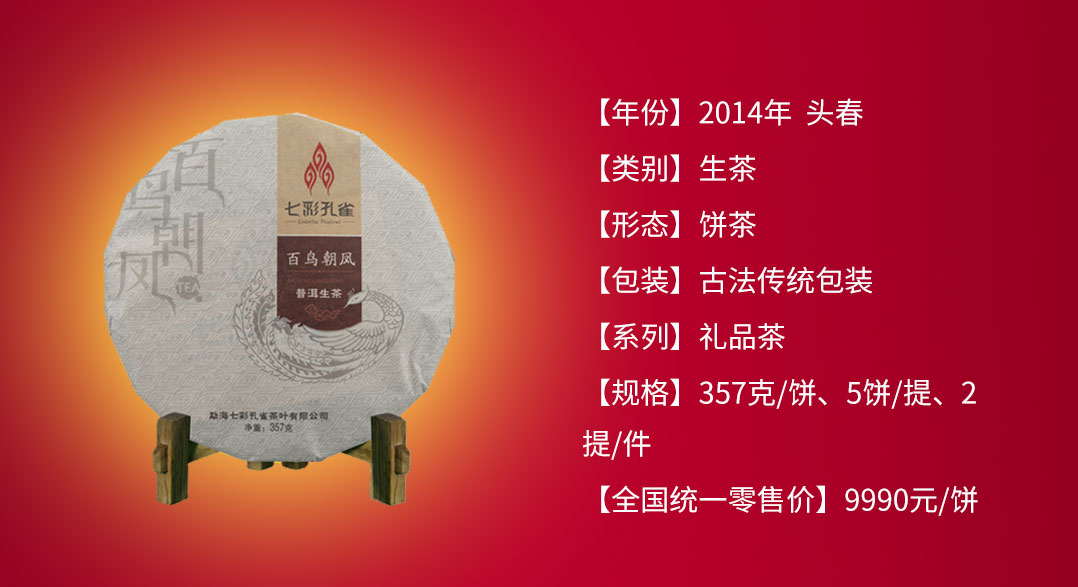 百鸟朝凤
TEA
七彩孔雀
Colorful Peafowl
百鸟朝凤
普洱生茶
勐海七彩孔雀茶叶有限公司
净重：357克
【年份】2014年 头春
【类别】生茶
【形态】饼茶
【包装】古法传统包装
【系列】礼品茶
【规格】357克/饼、5饼/提、2
提/件
【全国统一零售价】9990元/饼